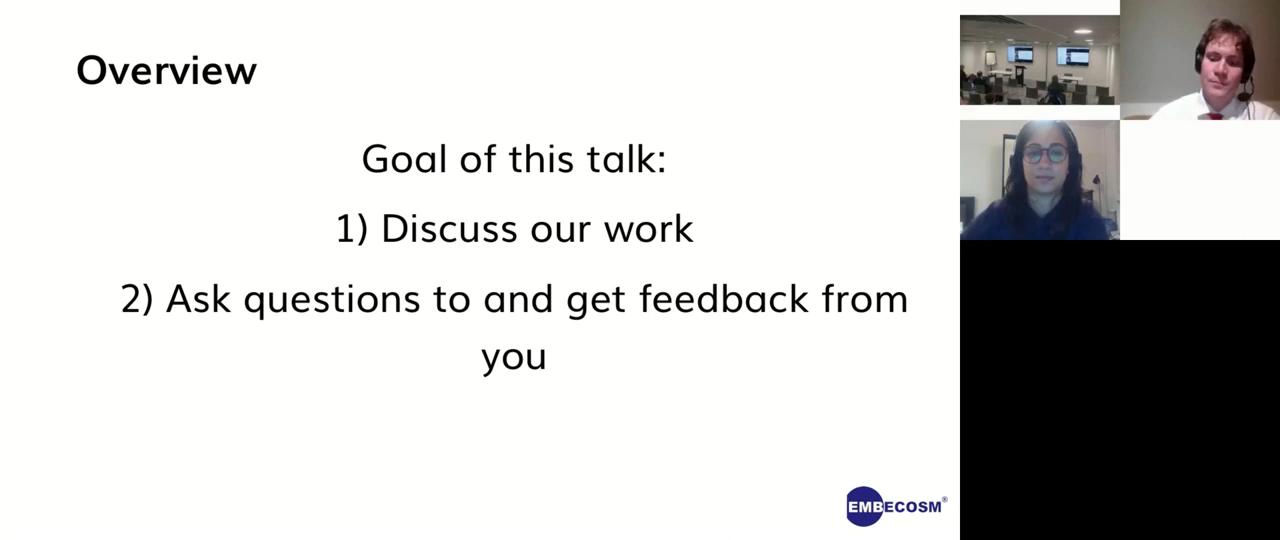 Overview
Goal of this talk:
1) Discuss our work
2) Ask questions to and get feedback from
you
EMBECOSM®